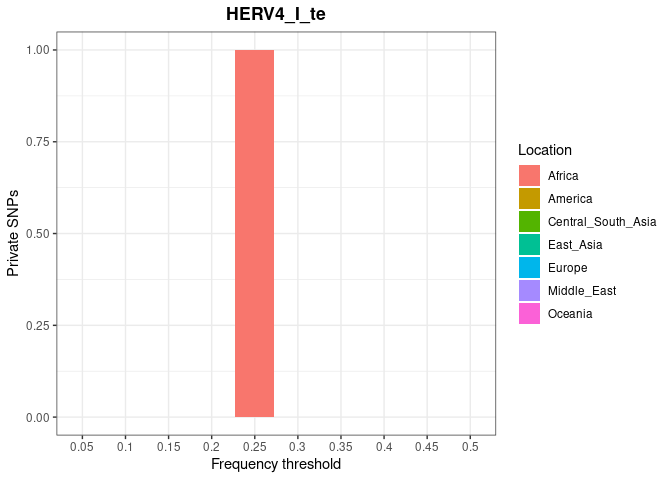 HERV4_I_te
1.00
0.75
0.50
0.25
0.00
Private SNPs
0.05 0.1 0.15 0.2 0.25 0.3 0.35 0.4 0.45 0.5
Frequency threshold
Location
Africa
America
Central_South_Asia
East_Asia
Europe
Middle_East
Oceania